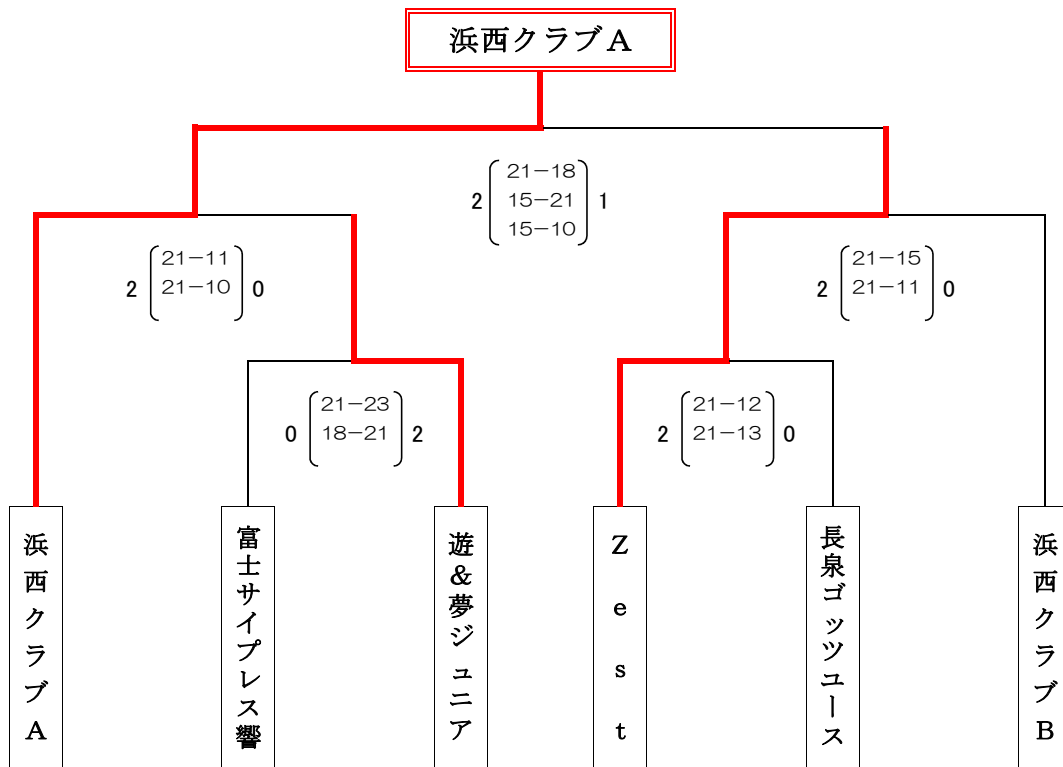 浜西クラブA
21-18
2 15-21 1
15-10
21-11
2 21-10 0
21-15
2 21-11 0
21-23
0 18-21 2
21-12
2 21-13 0
浜西クラブA
富士サイプレス響
遊&夢ジュニア
Zest
長泉ゴッツユース
浜西クラブB